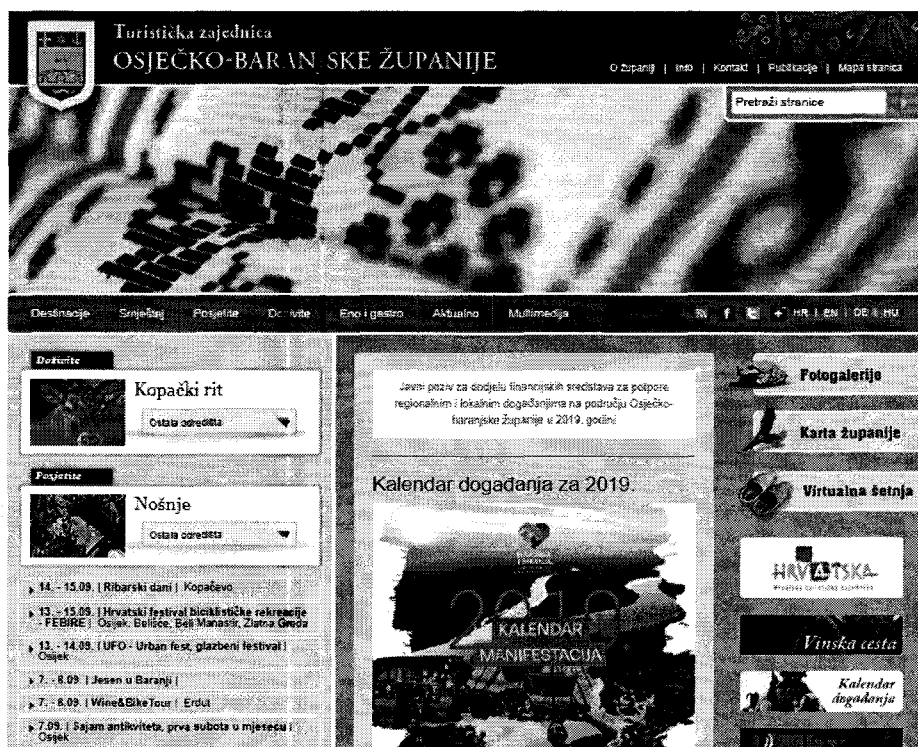 Turistička zajednica
OSJEČKO-BARANJSKE ŽUPANIJE
O županiji | Info | Kontakt | Publikacije | Mapa stranica
Pretraži stranice
Destinacije Smještaj Posjetite Doživite Eno i gastro Aktualno Multimedija
f HR | EN | DE | HU
Doživite
Kopački rit
Ostala odredišta
Posjetite
Nošnje
Ostala odredišta
14. - 15.09. | Ribarski dani | Kopačevo
13. - 15.09. | Hrvatski festival biciklističke rekreacije
- FEBIRE | Osijek, Belišće, Beli Manastir, Zlatna Greda
13. - 14.09. | UFO - Urban fest, glazbeni festival |
Osijek
7. - 8.09. | Jesen u Baranji |
7. - 8.09. | Wine&BikeTour | Erdut
7.09. | Sajam antikviteta, prva subota u mjesecu |
Osijek
Javni poziv za dodjelu financijskih sredstava za potpore
regionalnim i lokalnim događanjima na području Osječko-
baranjske županije u 2019. godini
Kalendar događanja za 2019.
2019
KALENDAR
MANIFESTACIJA
Fotogalerije
Karta županije
Virtualna šetnja
HRVATSKA
Vinska cesta
Kalendar
događanja